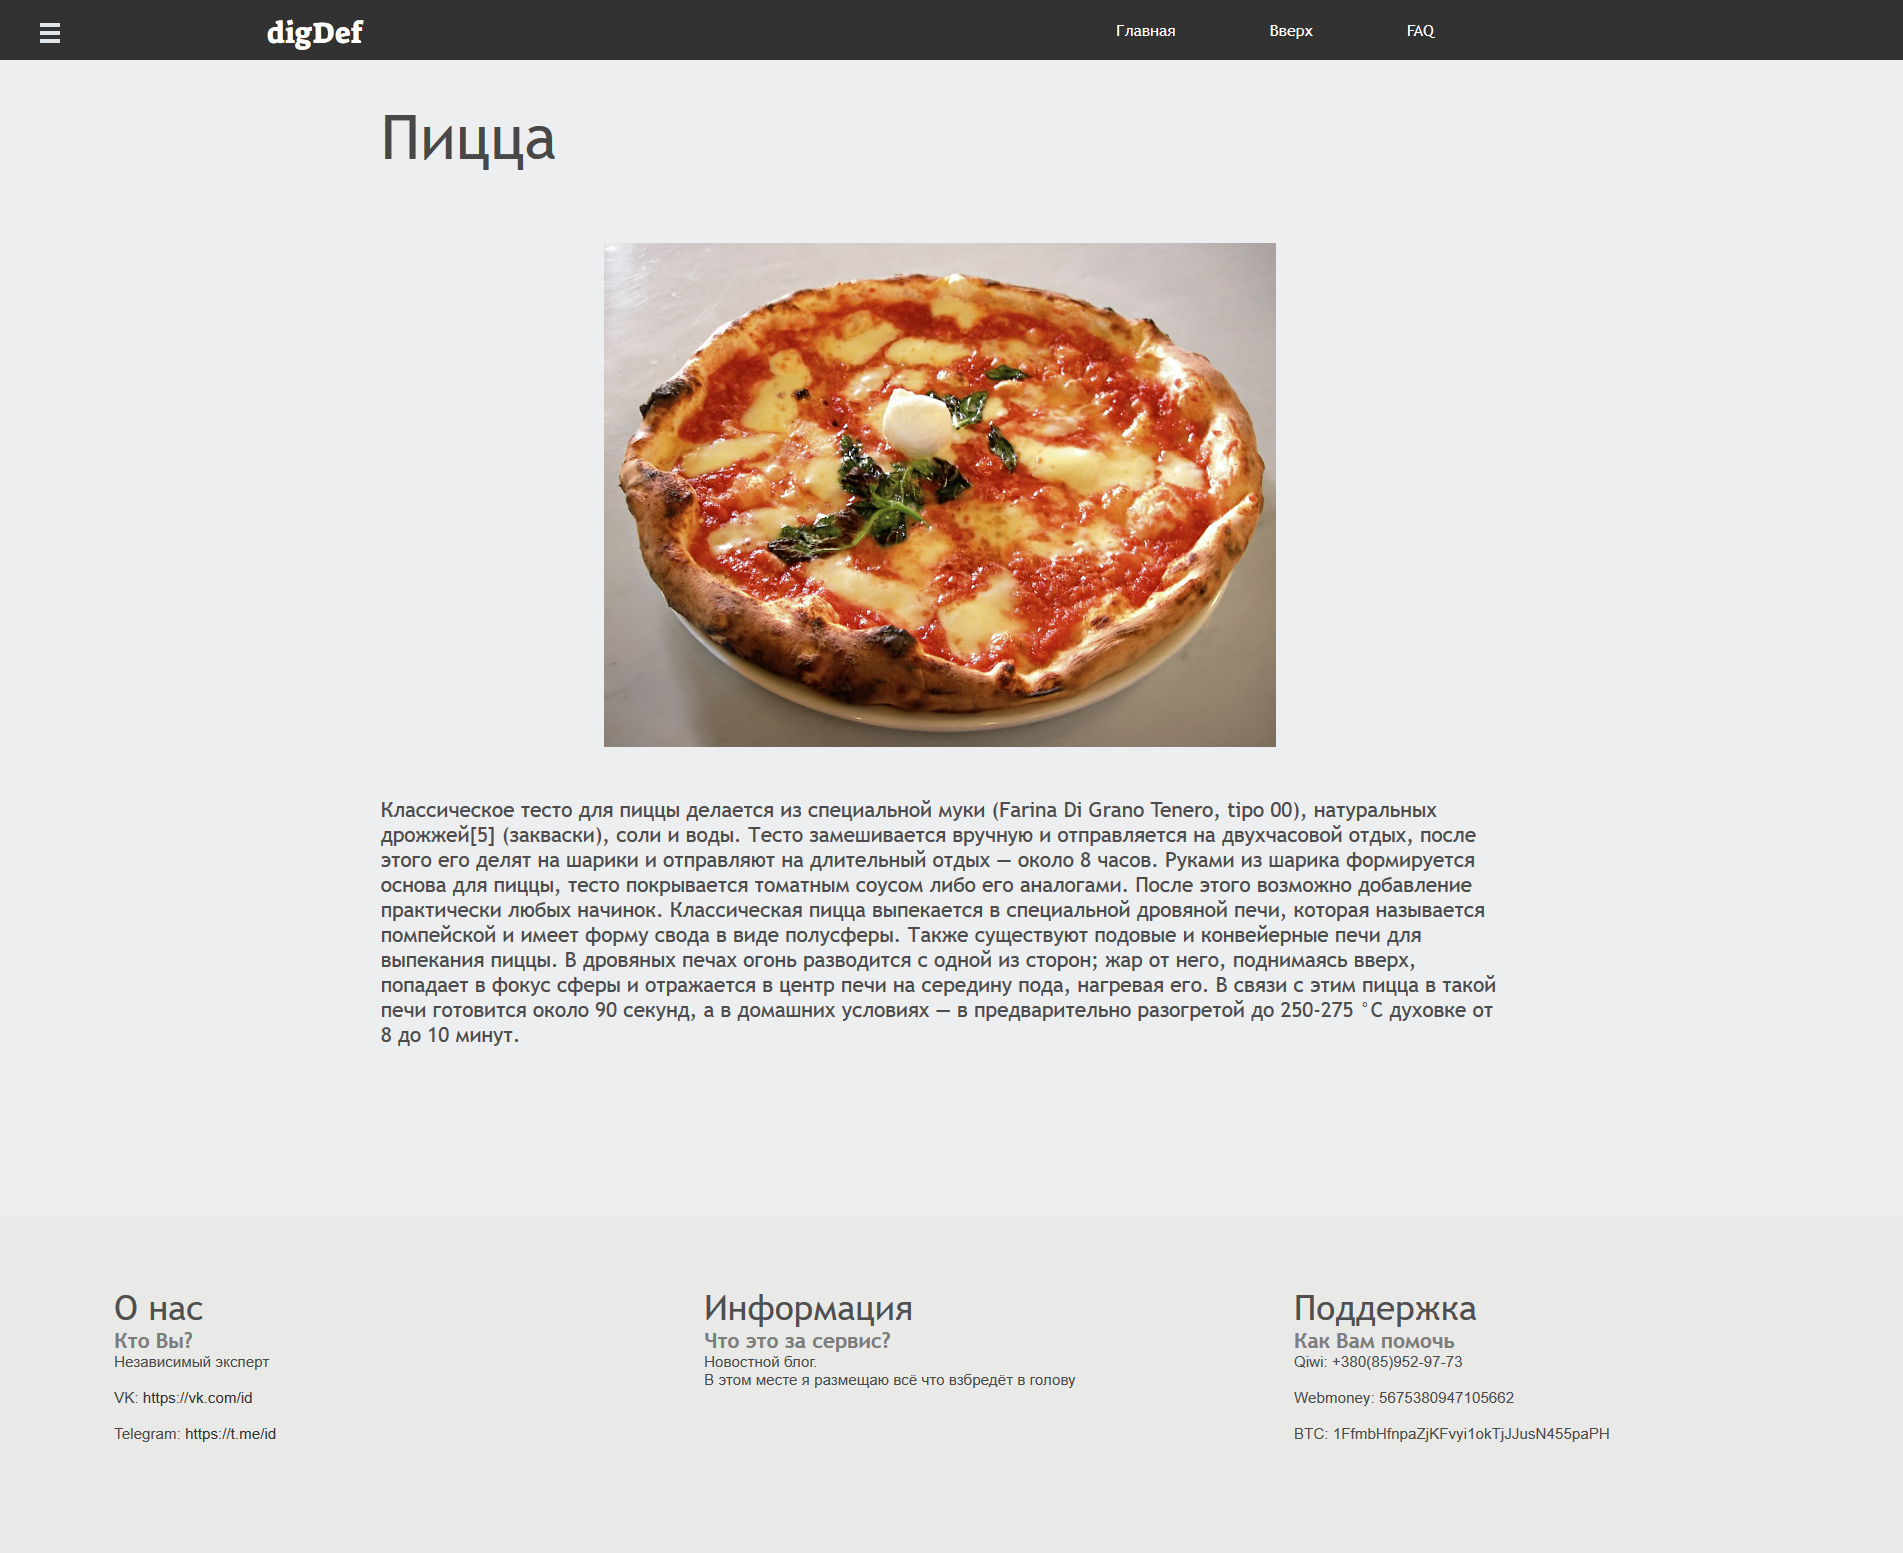 digDef
Главная
Вверх
FAQ
Пицца
Классическое тесто для пиццы делается из специальной муки (Farina Di Grano Tenero, tipo 00), натуральных
дрожжей[5] (закваски), соли и воды. Тесто замешивается вручную и отправляется на двухчасовой отдых, после
этого его делят на шарики и отправляют на длительный отдых — около 8 часов. Руками из шарика формируется
основа для пиццы, тесто покрывается томатным соусом либо его аналогами. После этого возможно добавление
практически любых начинок. Классическая пицца выпекается в специальной дровяной печи, которая называется
помпейской и имеет форму свода в виде полусферы. Также существуют подовые и конвейерные печи для
выпекания пиццы. В дровяных печах огонь разводится с одной из сторон; жар от него, поднимаясь вверх,
попадает в фокус сферы и отражается в центр печи на середину пода, нагревая его. В связи с этим пицца в такой
печи готовится около 90 секунд, а в домашних условиях — в предварительно разогретой до 250-275 °C духовке от
8 до 10 минут.
О нас
Кто Вы?
Независимый эксперт
VK: https://vk.com/id
Telegram: https://t.me/id
Информация
Что это за сервис?
Новостной блог.
В этом месте я размещаю всё что взбредёт в голову
Поддержка
Как Вам помочь
Qiwi: +380(85)952-97-73
Webmoney: 5675380947105662
BTC: 1FfmbHfnpaZjKFvyi1okTjJJusN455paPH